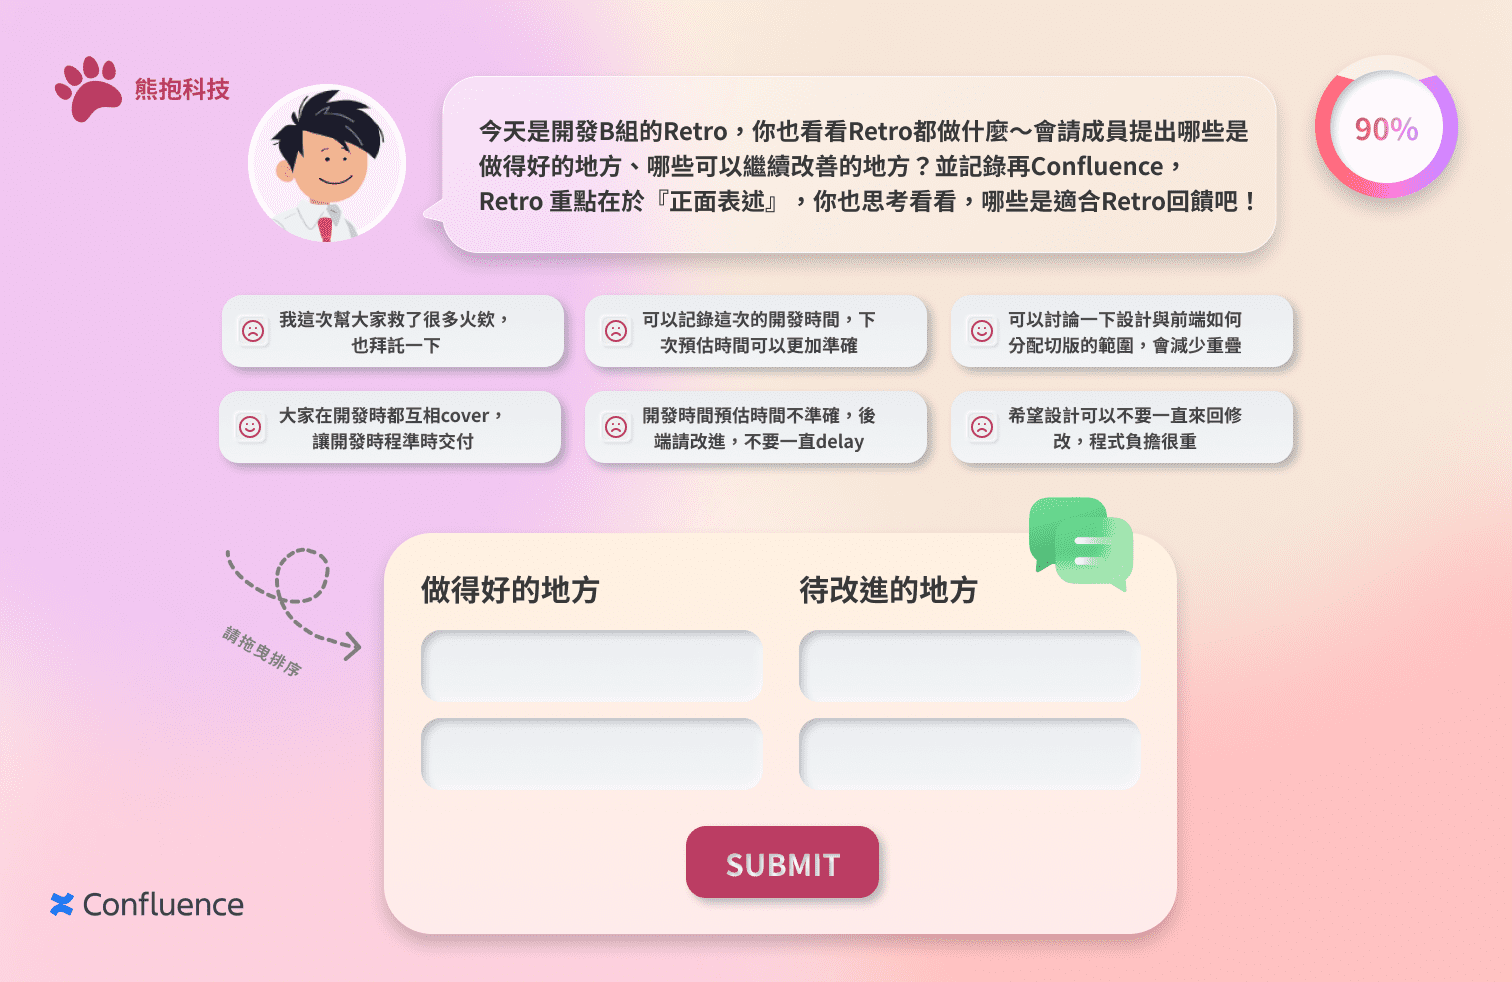 熊抱科技
今天是開發B組的Retro，你也看看Retro都做什麼～會請成員提出哪些是
做得好的地方、哪些可以繼續改善的地方？並記錄再Confluence，
Retro 重點在於『正面表述』，你也思考看看，哪些是適合Retro回饋吧！
90%
我這次幫大家救了很多火欸，
也拜託一下
可以記錄這次的開發時間，下
次預估時間可以更加準確
可以討論一下設計與前端如何
分配切版的範圍，會減少重疊
大家在開發時都互相cover，
讓開發時程準時交付
開發時間預估時間不準確，後
端請改進，不要一直delay
希望設計可以不要一直來回修
改，程式負擔很重
請拖曳排序
做得好的地方
待改進的地方
SUBMIT
Confluence